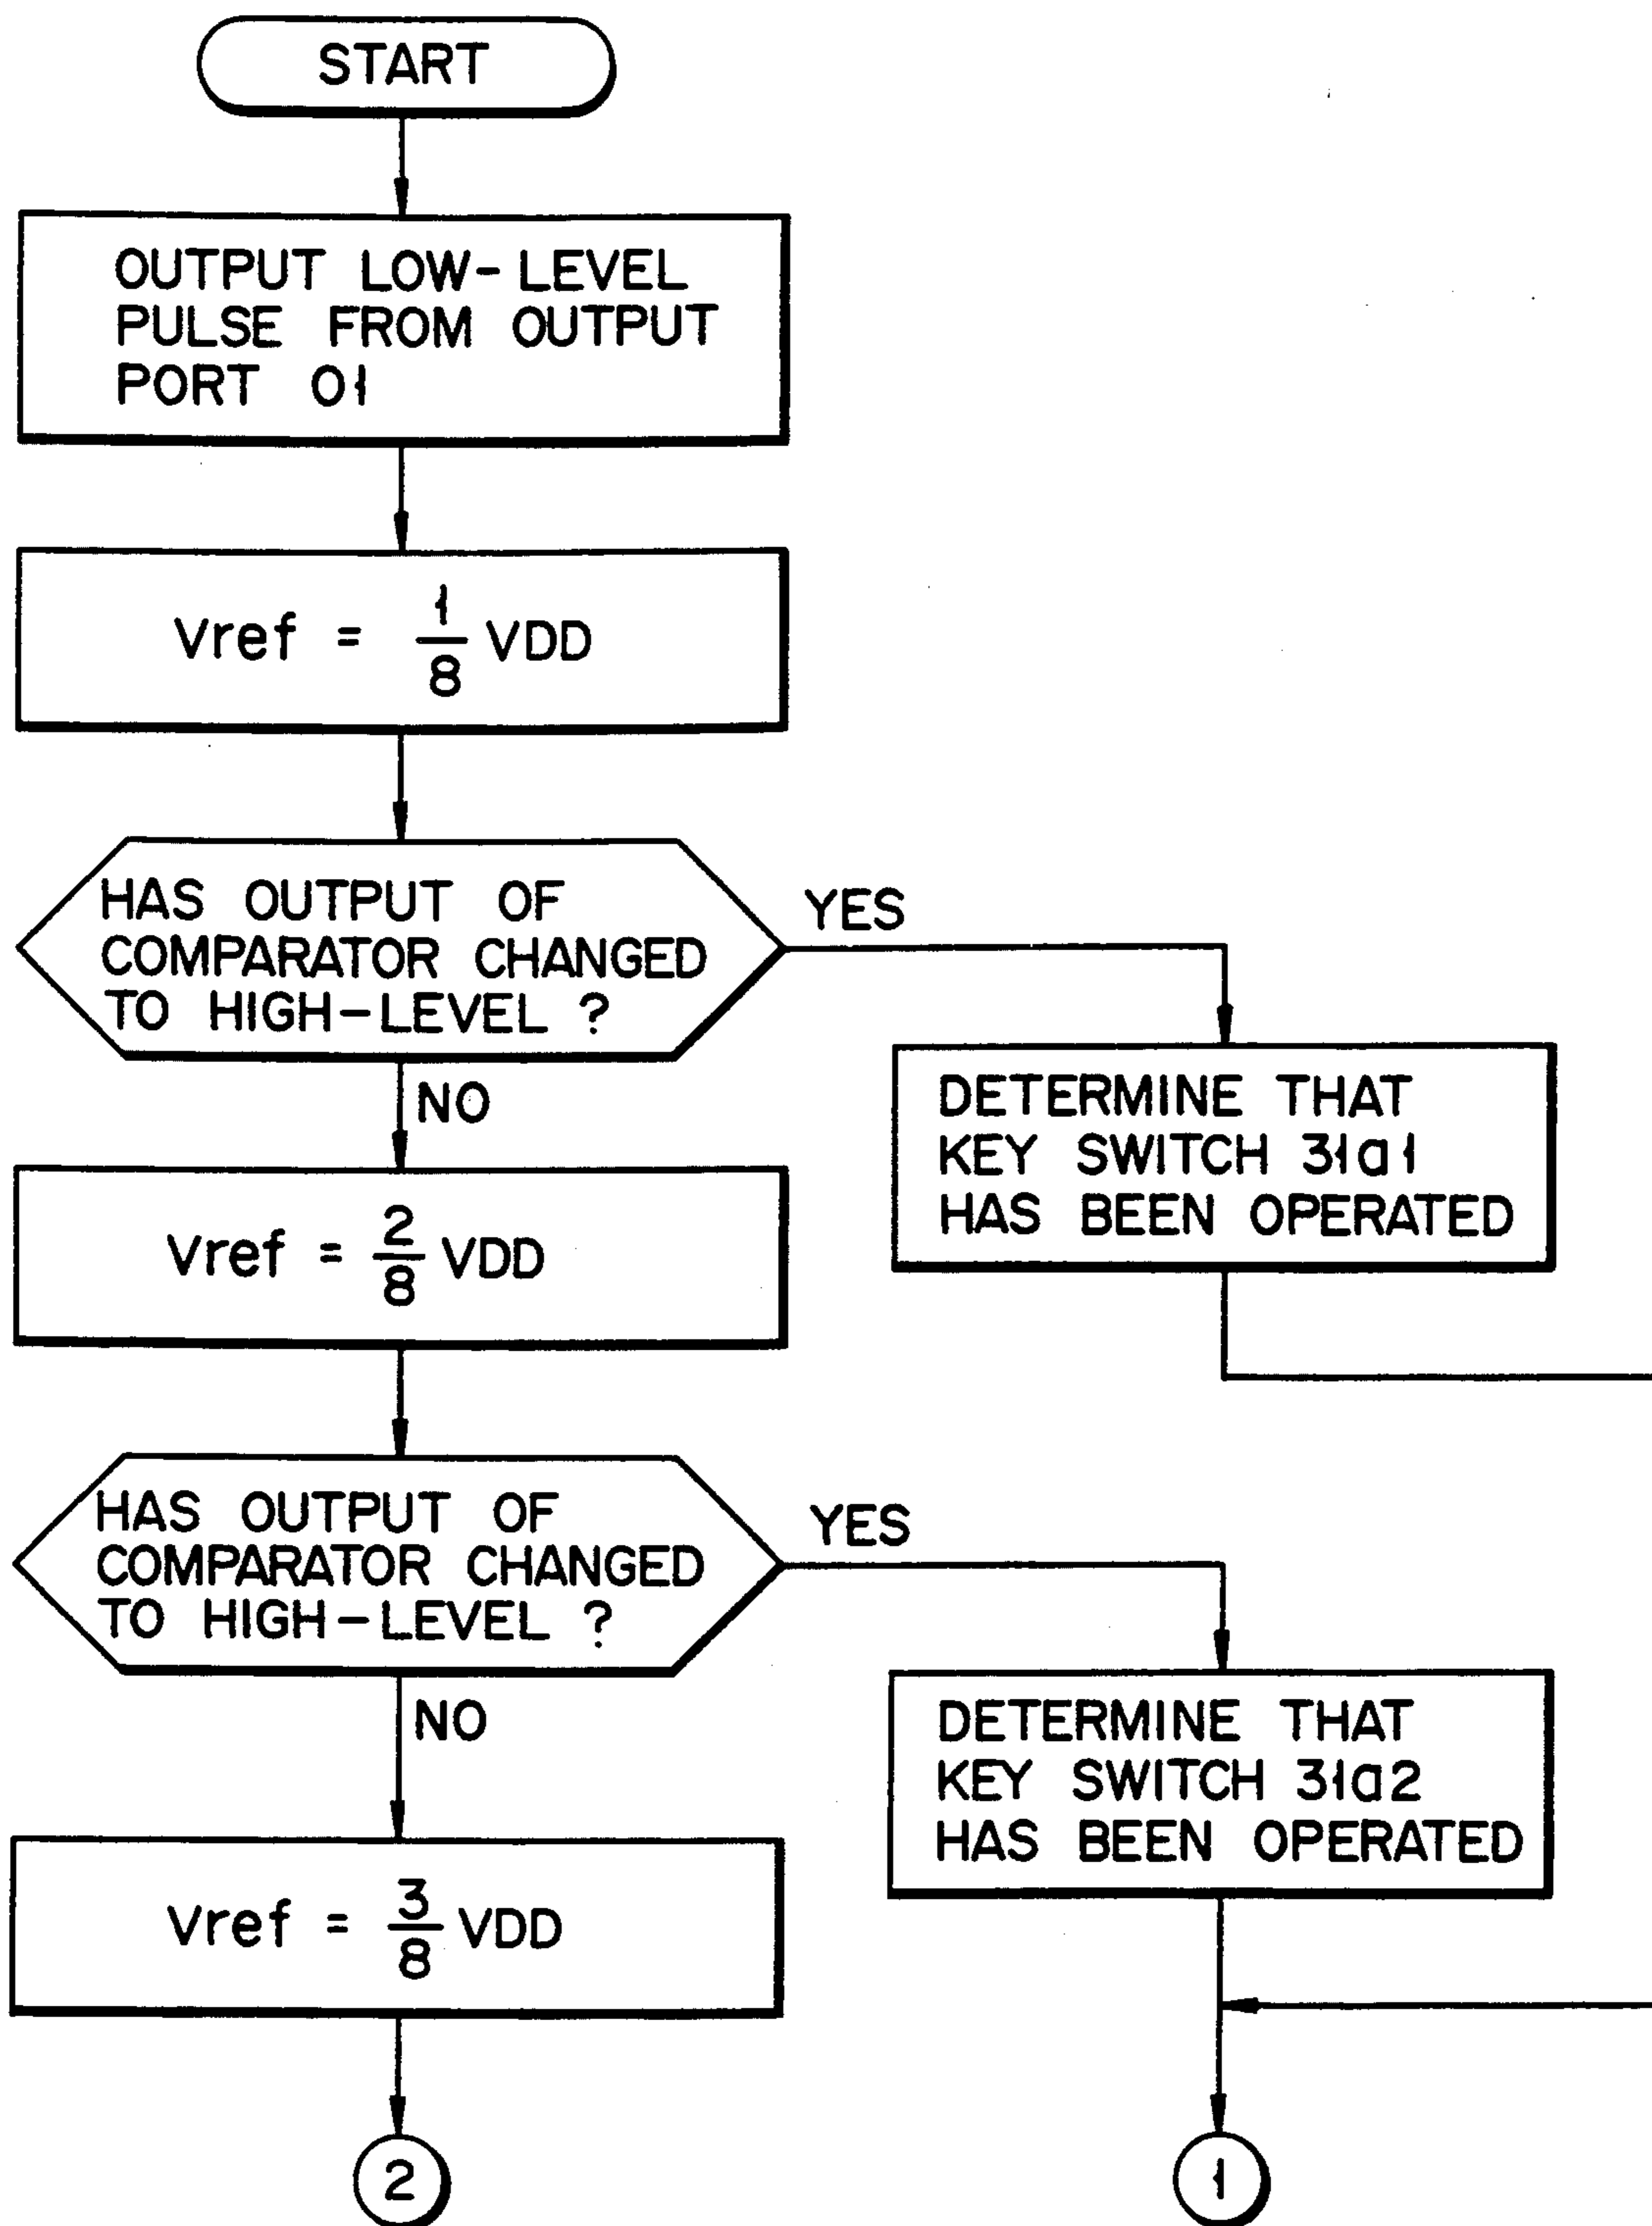 START
OUTPUT LOW-LEVEL
PULSE FROM OUTPUT
PORT 01
Vref = 1/8 VDD
HAS OUTPUT OF
COMPARATOR CHANGED
TO HIGH-LEVEL ?
YES
NO
DETERMINE THAT
KEY SWITCH 31a1
HAS BEEN OPERATED
Vref = 2/8 VDD
HAS OUTPUT OF
COMPARATOR CHANGED
TO HIGH-LEVEL ?
YES
NO
DETERMINE THAT
KEY SWITCH 31a2
HAS BEEN OPERATED
Vref = 3/8 VDD
2
1